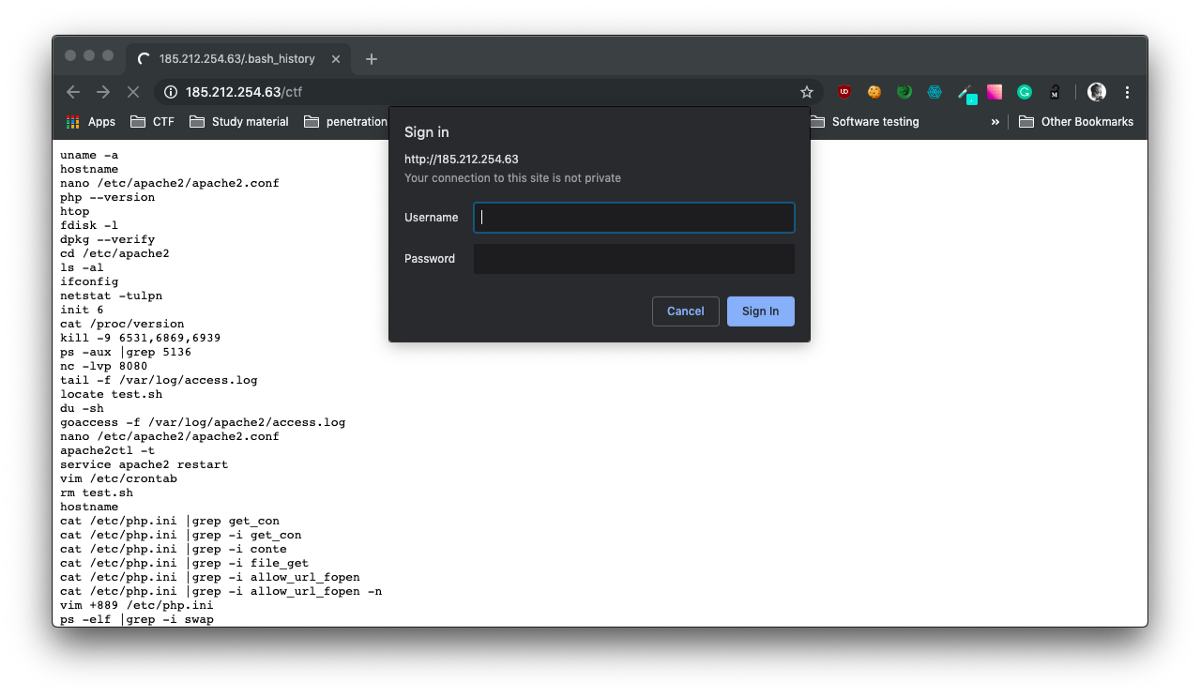 185.212.254.63/.bash_history
185.212.254.63/ctf
Apps CTF Study material penetration Software testing » Other Bookmarks
Sign in
http://185.212.254.63
Your connection to this site is not private
Username
Password
Cancel Sign In
uname -a
hostname
nano /etc/apache2/apache2.conf
php --version
htop
fdisk -l
dpkg --verify
cd /etc/apache2
ls -al
ifconfig
netstat -tulpn
init 6
cat /proc/version
kill -9 6531,6869,6939
ps -aux |grep 5136
nc -lvp 8080
tail -f /var/log/access.log
locate test.sh
du -sh
goaccess -f /var/log/apache2/access.log
nano /etc/apache2/apache2.conf
apache2ctl -t
service apache2 restart
vim /etc/crontab
rm test.sh
hostname
cat /etc/php.ini |grep get_con
cat /etc/php.ini |grep -i get_con
cat /etc/php.ini |grep -i conte
cat /etc/php.ini |grep -i file_get
cat /etc/php.ini |grep -i allow_url_fopen
cat /etc/php.ini |grep -i allow_url_fopen -n
vim +889 /etc/php.ini
ps -elf |grep -i swap